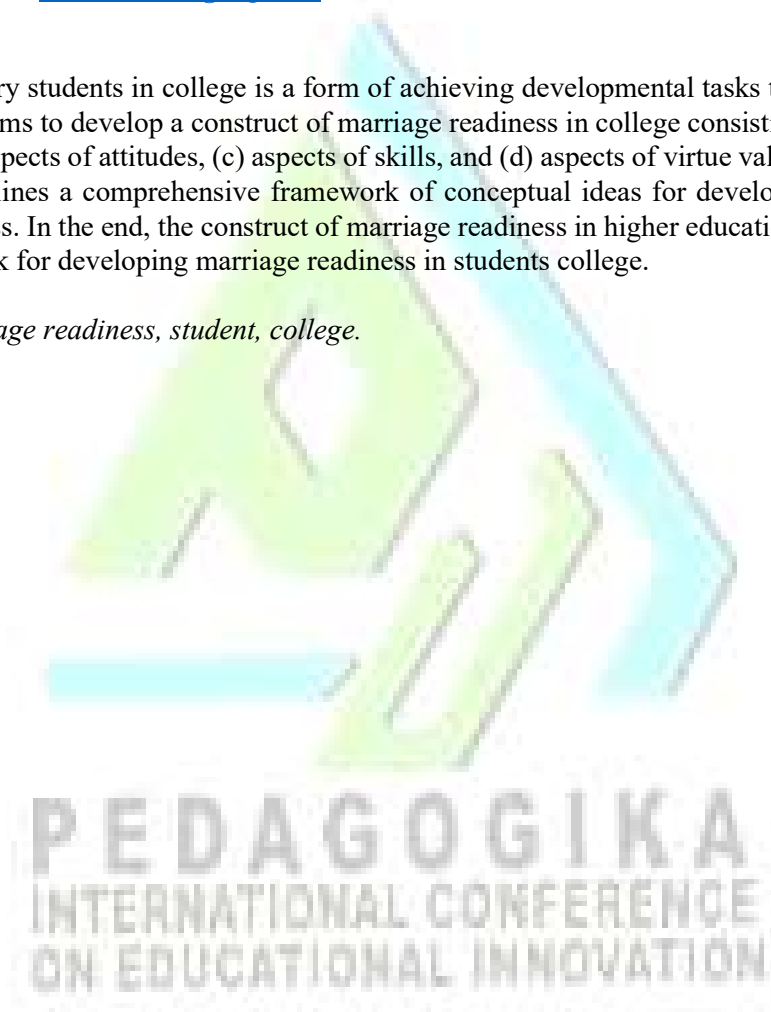 ry students in college is a form of achieving developmental tasks t
ms to develop a construct of marriage readiness in college consisti
pects of attitudes, (c) aspects of skills, and (d) aspects of virtue val
lines a comprehensive framework of conceptual ideas for develo
s. In the end, the construct of marriage readiness in higher educati
k for developing marriage readiness in students college.
age readiness, student, college.
PEDAGOGIKA
INTERNATIONAL CONFERENCE
ON EDUCATIONAL INNOVATION